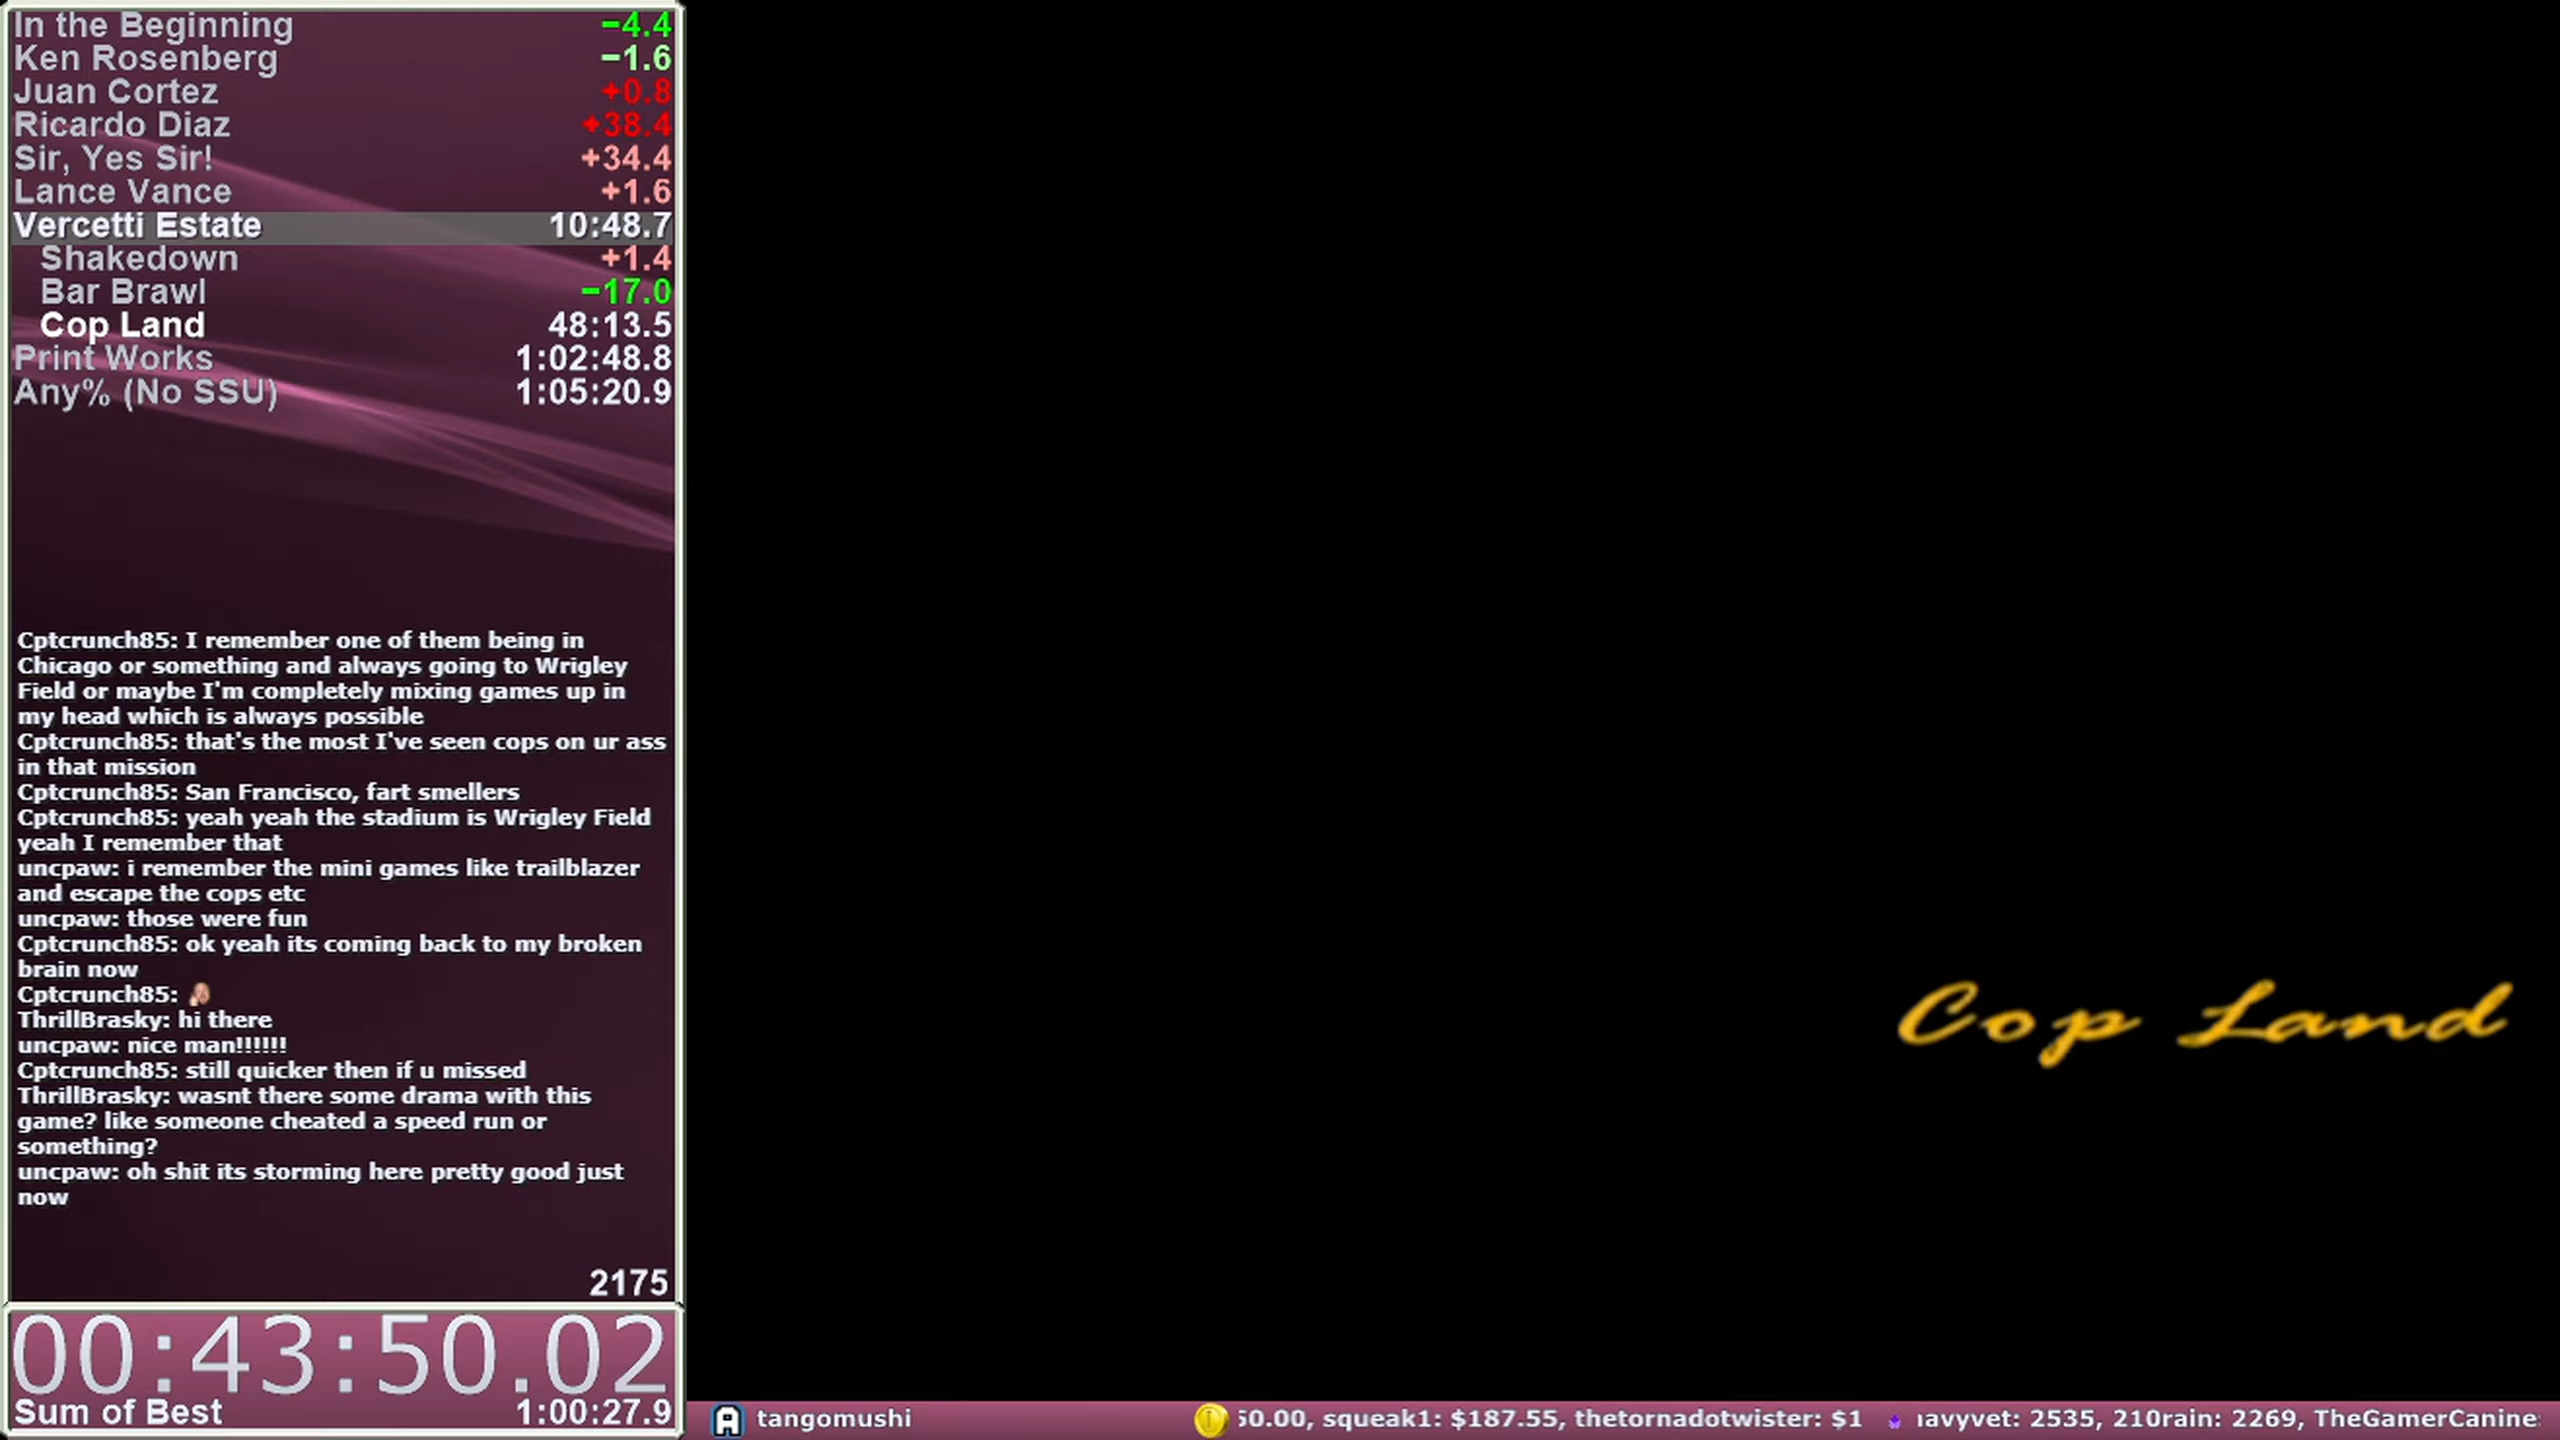 In the Beginning −4.4
Ken Rosenberg −1.6
Juan Cortez +0.8
Ricardo Diaz +38.4
Sir, Yes Sir! +34.4
Lance Vance +1.6
Vercetti Estate 10:48.7
Shakedown +1.4
Bar Brawl −17.0
Cop Land 48:13.5
Print Works 1:02:48.8
Any% (No SSU) 1:05:20.9
Cptcrunch85: I remember one of them being in
Chicago or something and always going to Wrigley
Field or maybe I'm completely mixing games up in
my head which is always possible
Cptcrunch85: that's the most I've seen cops on ur ass
in that mission
Cptcrunch85: San Francisco, fart smellers
Cptcrunch85: yeah yeah the stadium is Wrigley Field
yeah I remember that
uncpaw: i remember the mini games like trailblazer
and escape the cops etc
uncpaw: those were fun
Cptcrunch85: ok yeah its coming back to my broken
brain now
Cptcrunch85:
ThrillBrasky: hi there
uncpaw: nice man!!!!!!
Cptcrunch85: still quicker then if u missed
ThrillBrasky: wasnt there some drama with this
game? like someone cheated a speed run or
something?
uncpaw: oh shit its storming here pretty good just
now
2175
00:43:50.02
Sum of Best 1:00:27.9
Cop Land
tangomushi
50.00, squeak1: $187.55, thetornadotwister: $1
avyvet: 2535, 210rain: 2269, TheGamerCanine: